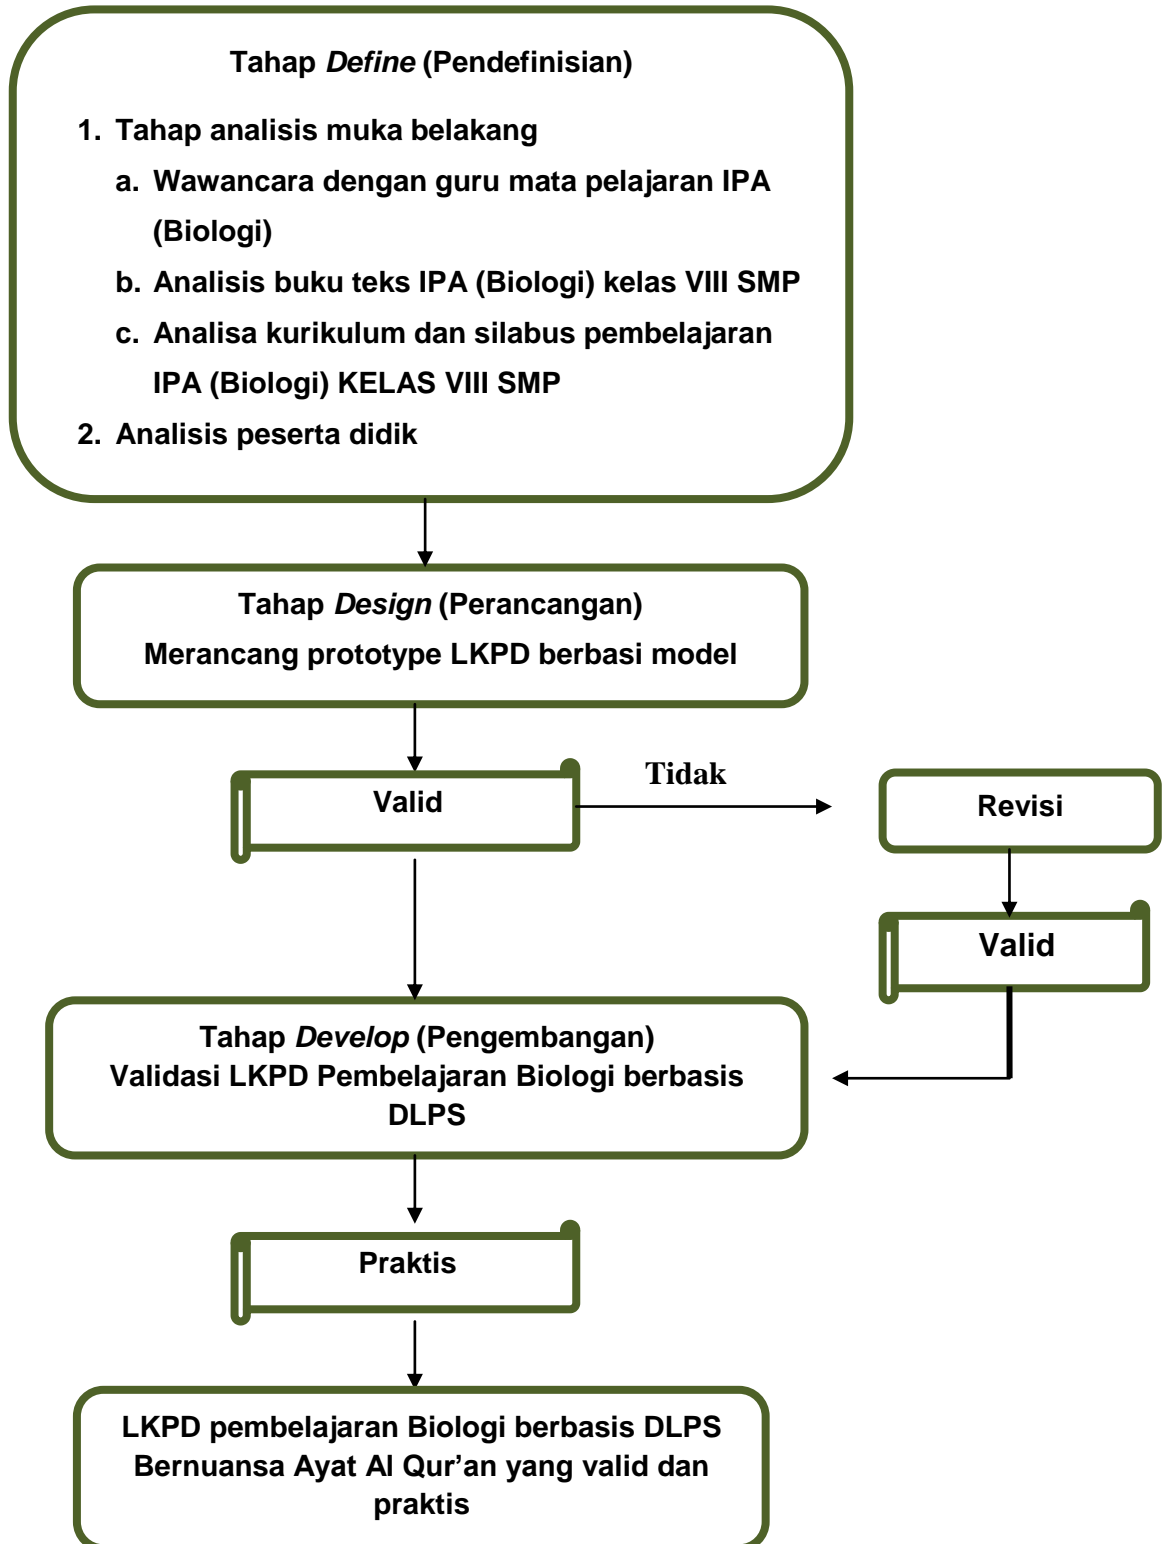 Tahap Define (Pendefinisian)
1. Tahap analisis muka belakang
a. Wawancara dengan guru mata pelajaran IPA
(Biologi)
b. Analisis buku teks IPA (Biologi) kelas VIII SMP
c. Analisa kurikulum dan silabus pembelajaran
IPA (Biologi) KELAS VIII SMP
2. Analisis peserta didik
Tahap Design (Perancangan)
Merancang prototype LKPD berbasi model
Valid
Tidak
Revisi
Valid
Tahap Develop (Pengembangan)
Validasi LKPD Pembelajaran Biologi berbasis
DLPS
Praktis
LKPD pembelajaran Biologi berbasis DLPS
Bernuansa Ayat Al Qur’an yang valid dan
praktis